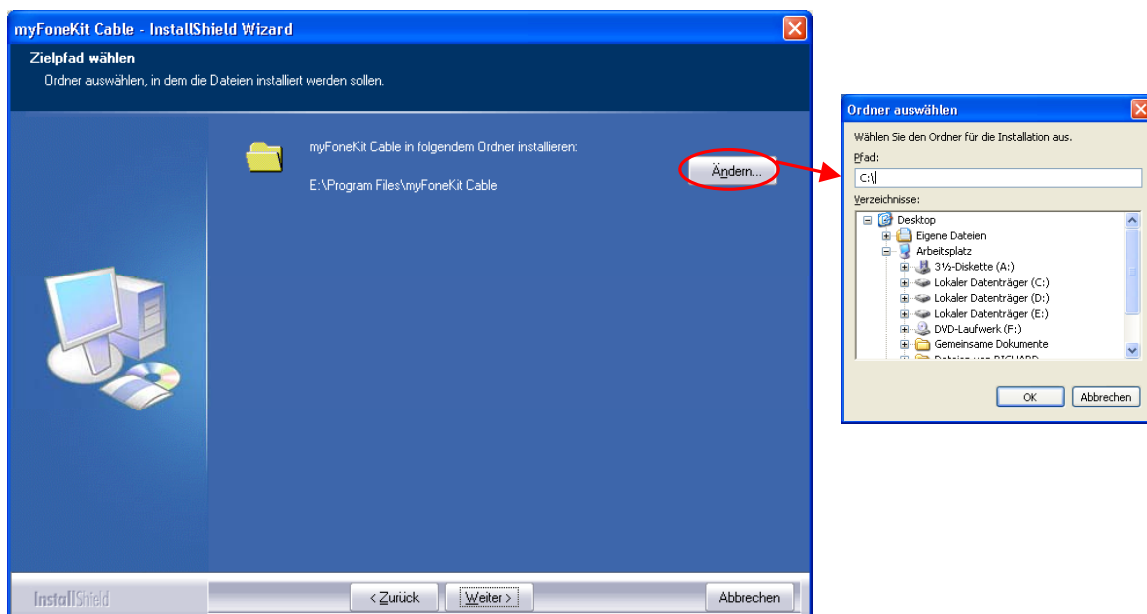 myFoneKit Cable - InstallShield Wizard
Zielpfad wählen
Ordner auswählen, in dem die Dateien installiert werden sollen.
myFoneKit Cable in folgendem Ordner installieren:
E:\Program Files\myFoneKit Cable
Ändern...
InstallShield
< Zurück
Weiter >
Abbrechen
Ordner auswählen
Wählen Sie den Ordner für die Installation aus.
Pfad:
C:\
Verzeichnisse:
Desktop
Eigene Dateien
Arbeitsplatz
3½-Diskette (A:)
Lokaler Datenträger (C:)
Lokaler Datenträger (D:)
Lokaler Datenträger (E:)
DVD-Laufwerk (F:)
Gemeinsame Dokumente
Dateien von RICHARD
OK
Abbrechen